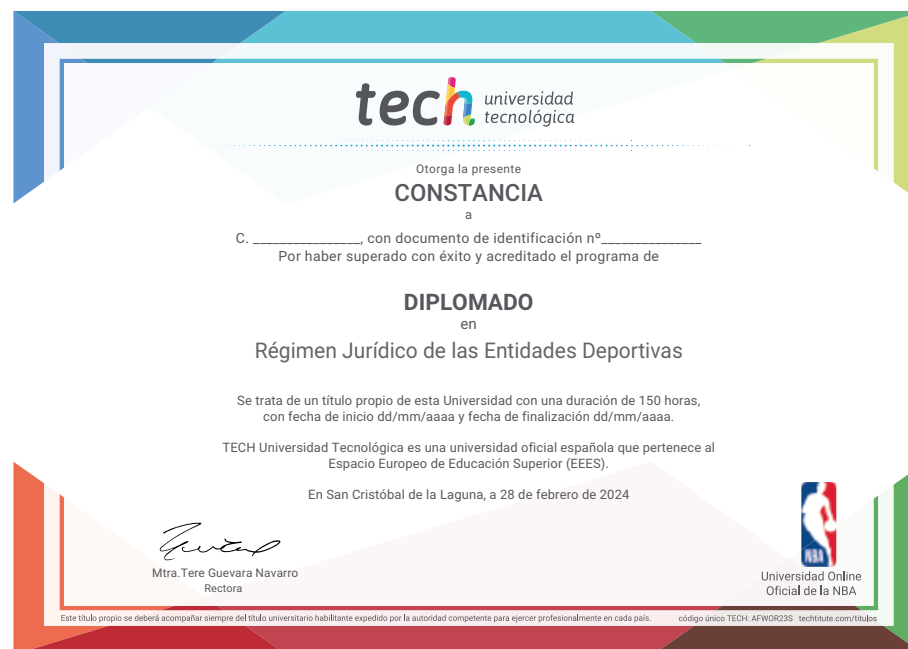 tech universidad
tecnológica
Otorga la presente
CONSTANCIA
a
C. ________________, con documento de identificación nº_______________
Por haber superado con éxito y acreditado el programa de
DIPLOMADO
en
Régimen Jurídico de las Entidades Deportivas
Se trata de un título propio de esta Universidad con una duración de 150 horas,
con fecha de inicio dd/mm/aaaa y fecha de finalización dd/mm/aaaa.
TECH Universidad Tecnológica es una universidad oficial española que pertenece al
Espacio Europeo de Educación Superior (EEES).
En San Cristóbal de la Laguna, a 28 de febrero de 2024
Mtra.Tere Guevara Navarro
Rectora
NBA
Universidad Online
Oficial de la NBA
Este título propio se deberá acompañar siempre del título universitario habilitante expedido por la autoridad competente para ejercer profesionalmente en cada país. código único TECH: AFWOR23S techtitute.com/titulos